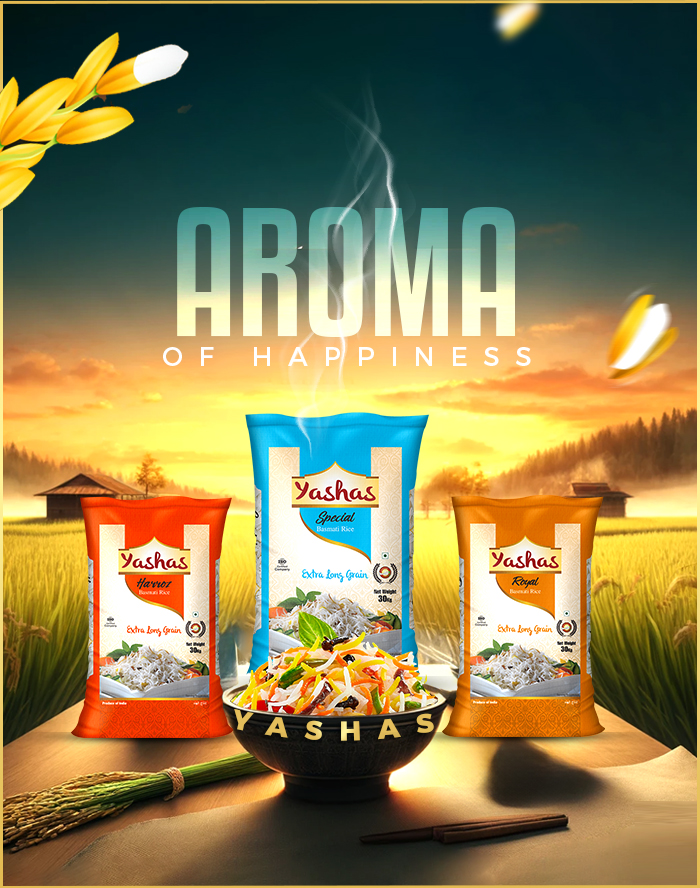 AROMA
OF HAPPINESS
Yashas
Special
Basmati Rice
Extra Long Grain
Net Weight
30Kg
Yashas
Basmati Rice
Extra Long Grain
Net Weight
30Kg
Product of India
Yashas
Royal
Basmati Rice
Extra Long Grain
Net Weight
30Kg
Product of India
YASHAS